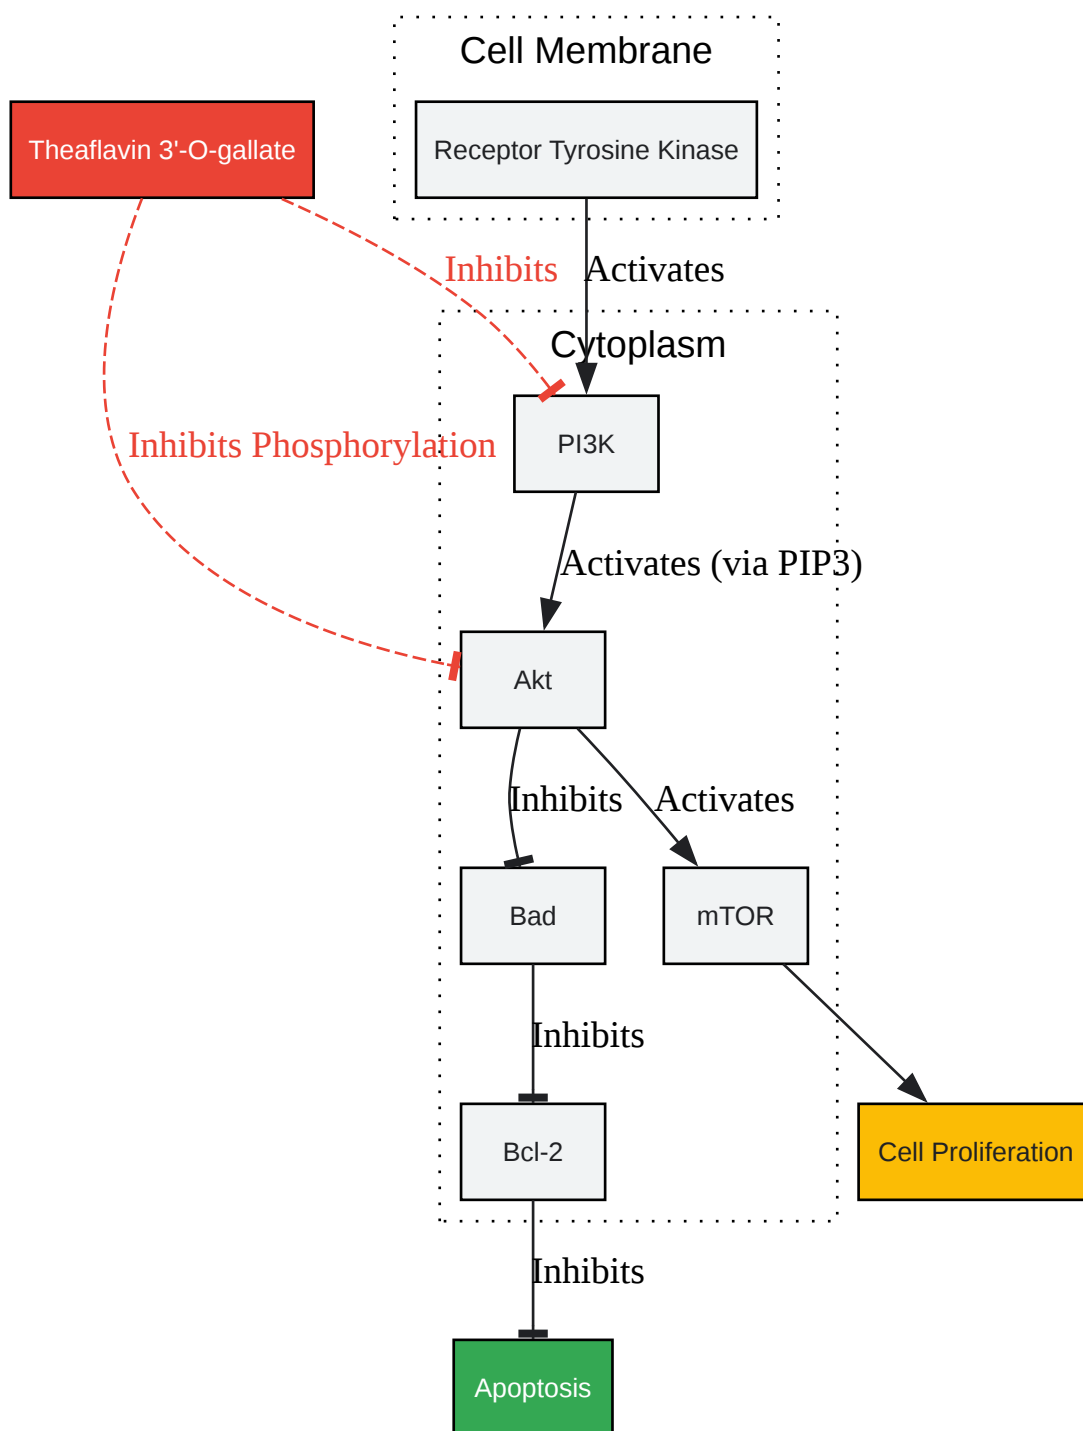 Cell Membrane
Theaflavin 3'-O-gallate
Receptor Tyrosine Kinase
Inhibits
Activates
Cytoplasm
Inhibits Phosphorylation
PI3K
Activates (via PIP3)
Akt
Inhibits
Activates
Bad
mTOR
Inhibits
Bcl-2
Cell Proliferation
Inhibits
Apoptosis